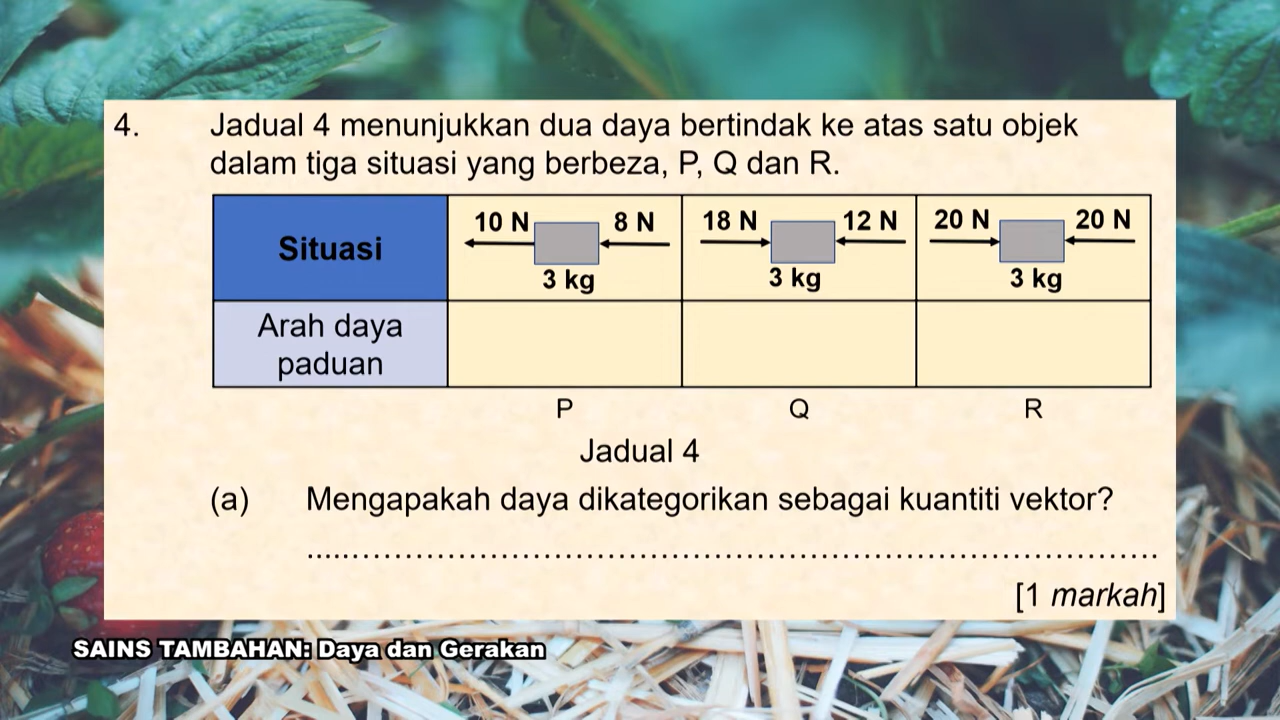 4. Jadual 4 menunjukkan dua daya bertindak ke atas satu objek
dalam tiga situasi yang berbeza, P, Q dan R.
Situasi
10 N 8 N
3 kg
18 N 12 N
3 kg
20 N 20 N
3 kg
Arah daya
paduan
P Q R
Jadual 4
(a) Mengapakah daya dikategorikan sebagai kuantiti vektor?
................................................................................
[1 markah]
SAINS TAMBAHAN: Daya dan Gerakan